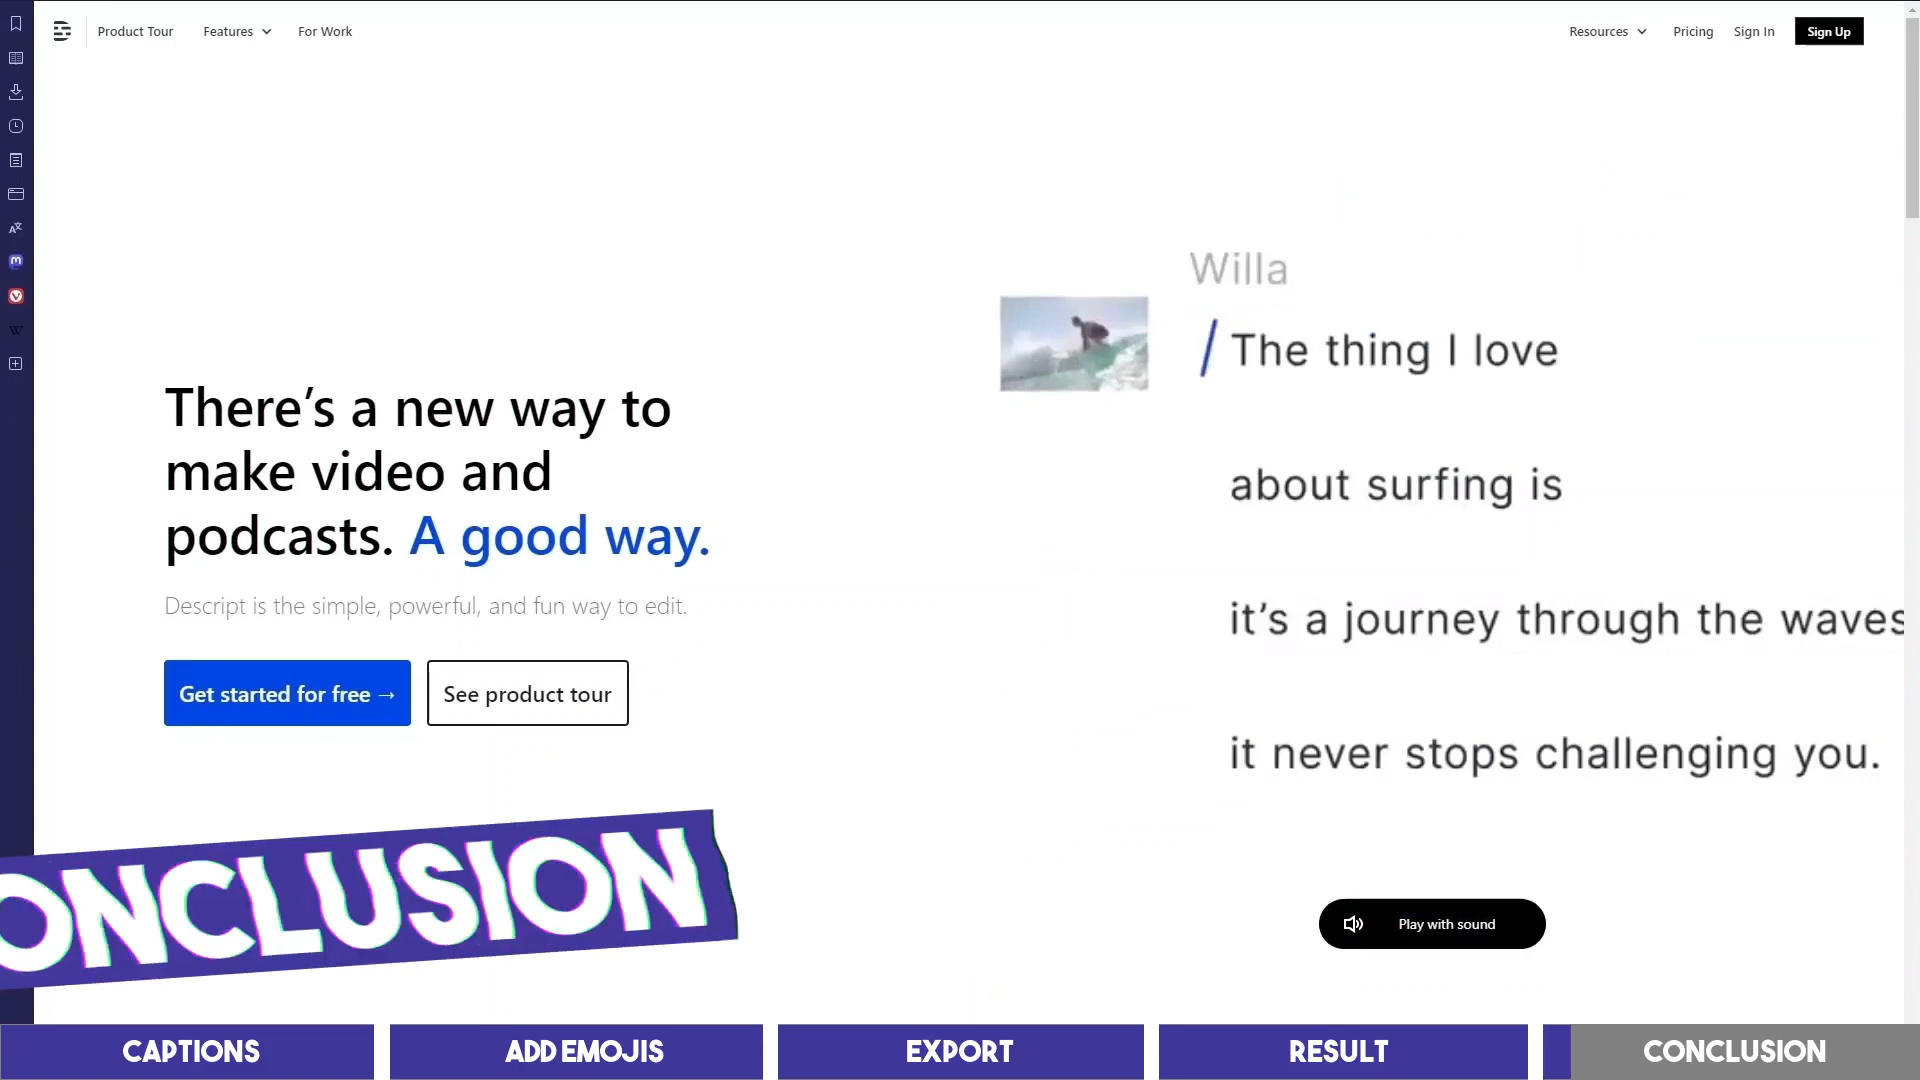 Product Tour
Features
For Work
Resources
Pricing
Sign In
Sign Up
There’s a new way to
make video and
podcasts. A good way.
Descript is the simple, powerful, and fun way to edit.
Get started for free →
See product tour
Willa
The thing I love
about surfing is
it’s a journey through the waves
it never stops challenging you.
Play with sound
ONCLUSION
CAPTIONS
ADD EMOJIS
EXPORT
RESULT
CONCLUSION